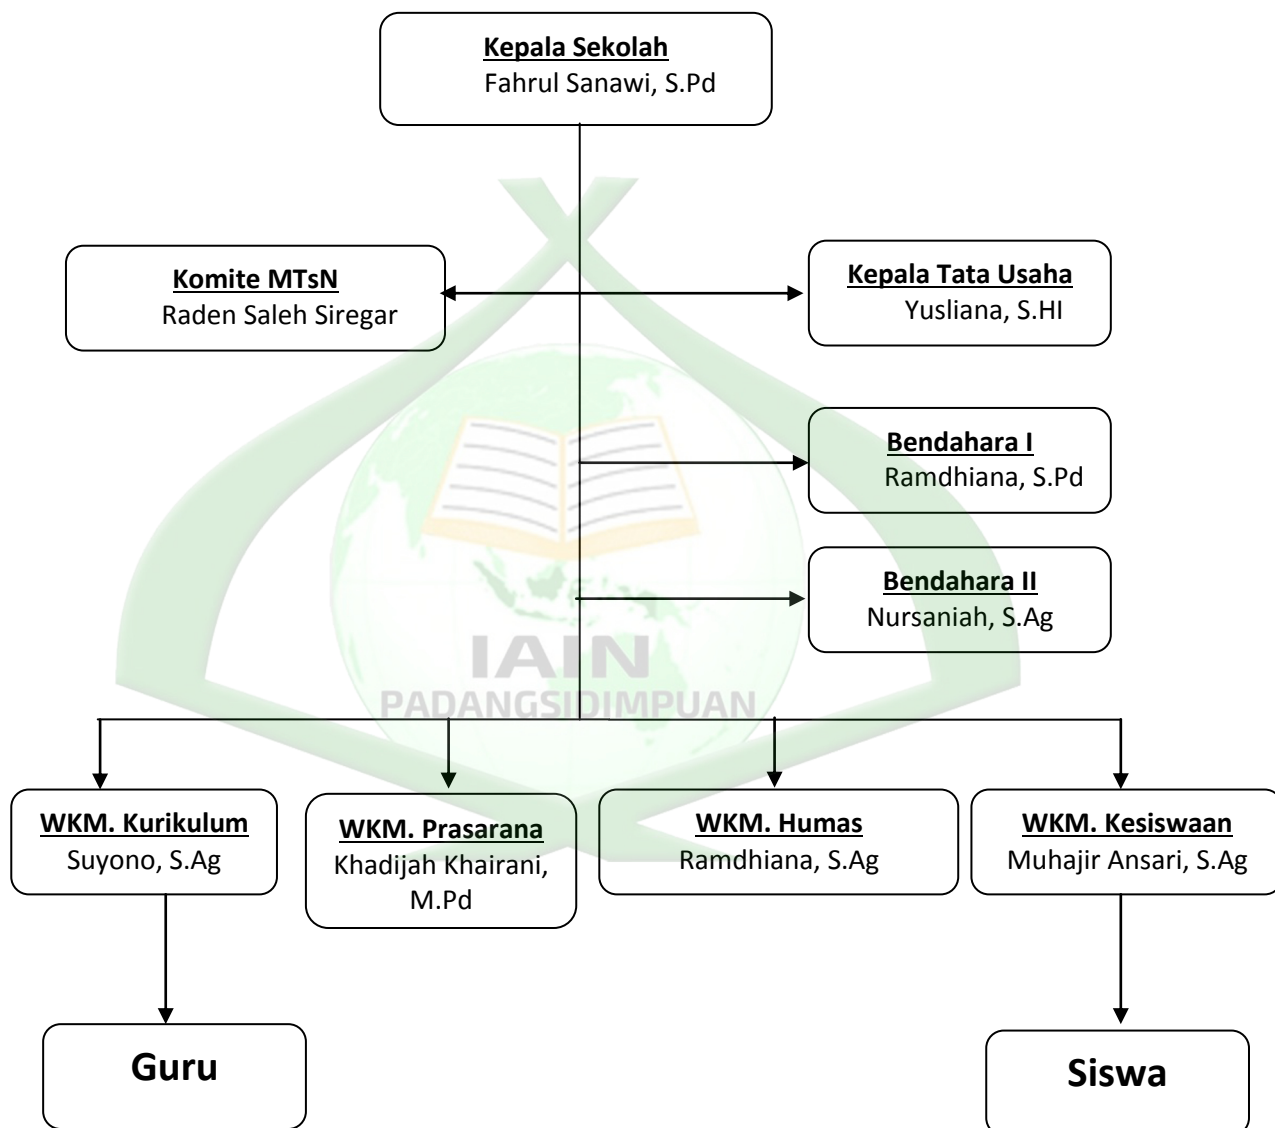 Kepala Sekolah
Fahrul Sanawi, S.Pd
Komite MTsN
Raden Saleh Siregar
Kepala Tata Usaha
Yusliana, S.HI
Bendahara I
Ramdhiana, S.Pd
Bendahara II
Nursaniah, S.Ag
IAIN
PADANGSIDIMPUAN
WKM. Kurikulum
Suyono, S.Ag
WKM. Prasarana
Khadijah Khairani,
M.Pd
WKM. Humas
Ramdhiana, S.Ag
WKM. Kesiswaan
Muhajir Ansari, S.Ag
Guru
Siswa